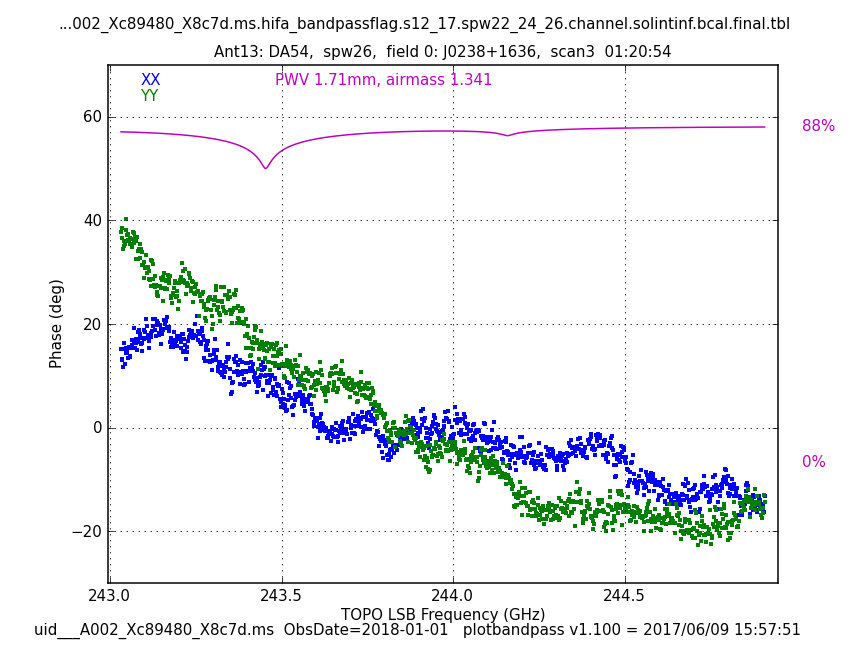 ...002_Xc89480_X8c7d.ms.hifa_bandpassflag.s12_17.spw22_24_26.channel.solintinf.bcal.final.tbl
Ant13: DA54,  spw26,  field 0: J0238+1636,  scan3  01:20:54
XX
YY
PWV 1.71mm, airmass 1.341
88%
0%
60
40
20
0
−20
Phase (deg)
243.0
243.5
244.0
244.5
TOPO LSB Frequency (GHz)
uid___A002_Xc89480_X8c7d.ms  ObsDate=2018-01-01   plotbandpass v1.100 = 2017/06/09 15:57:51